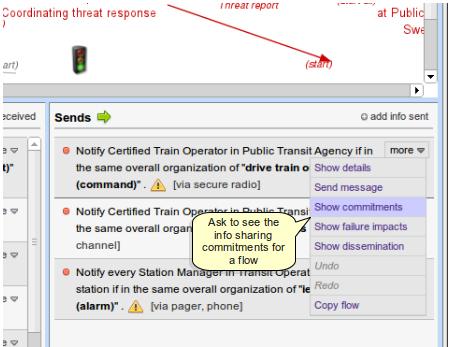 Threat report
Coordinating threat response
at Public
Swe
(start)
art)
eceived
Sends
add info sent
Notify Certified Train Operator in Public Transit Agency if in
more
the same overall organization of "drive train o
(command)" . [via secure radio]
Show details
Send message
Show commitments
Show failure impacts
Show dissemination
Undo
Redo
Copy flow
Notify Certified Train Operator in Public Transi
the same overall organ
channel]
Ask to see the
info sharing
commitments for
a flow
Notify every Station Manager in Transit Operat
station if in the same overall organization of "ie
(alarm)" . [via pager, phone]